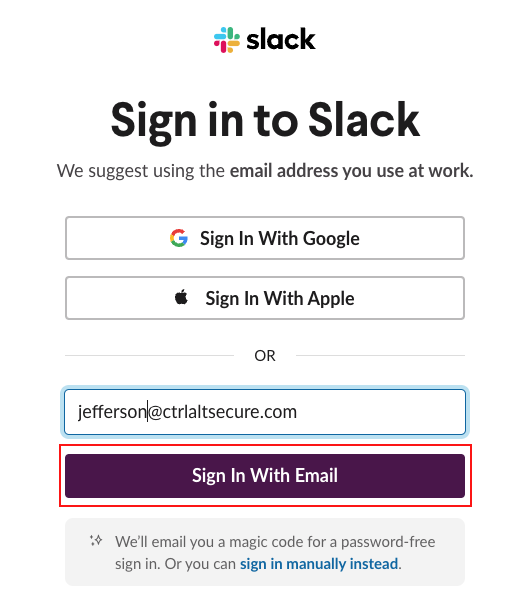 slack
Sign in to Slack
We suggest using the email address you use at work.
Sign In With Google
Sign In With Apple
OR
jefferson@ctrlaltsecure.com
Sign In With Email
We’ll email you a magic code for a password-free
sign in. Or you can sign in manually instead.